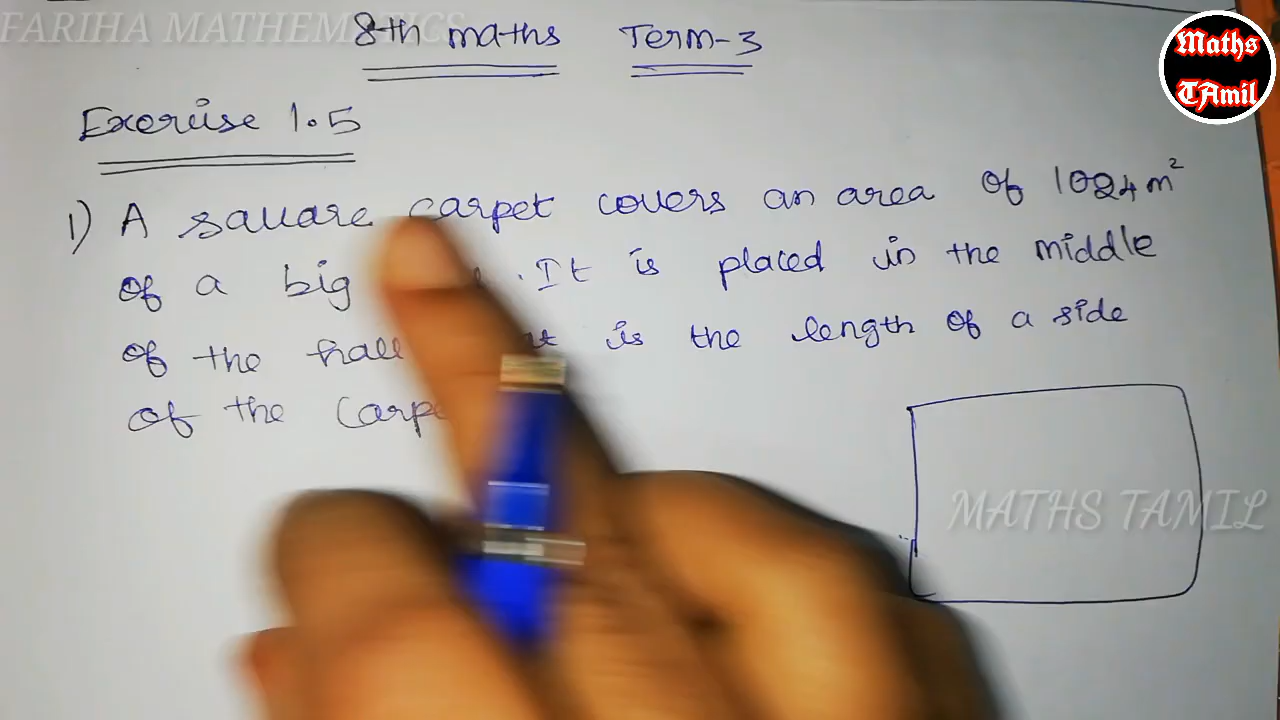 FARIHA MATHEMATICS
8th maths Term-3
Maths
TAmil
Exercise 1.5
1) A square carpet covers an area of 1024 m²
of a big . It is placed in the middle
of the hall is the length of a side
of the
MATHS TAMIL